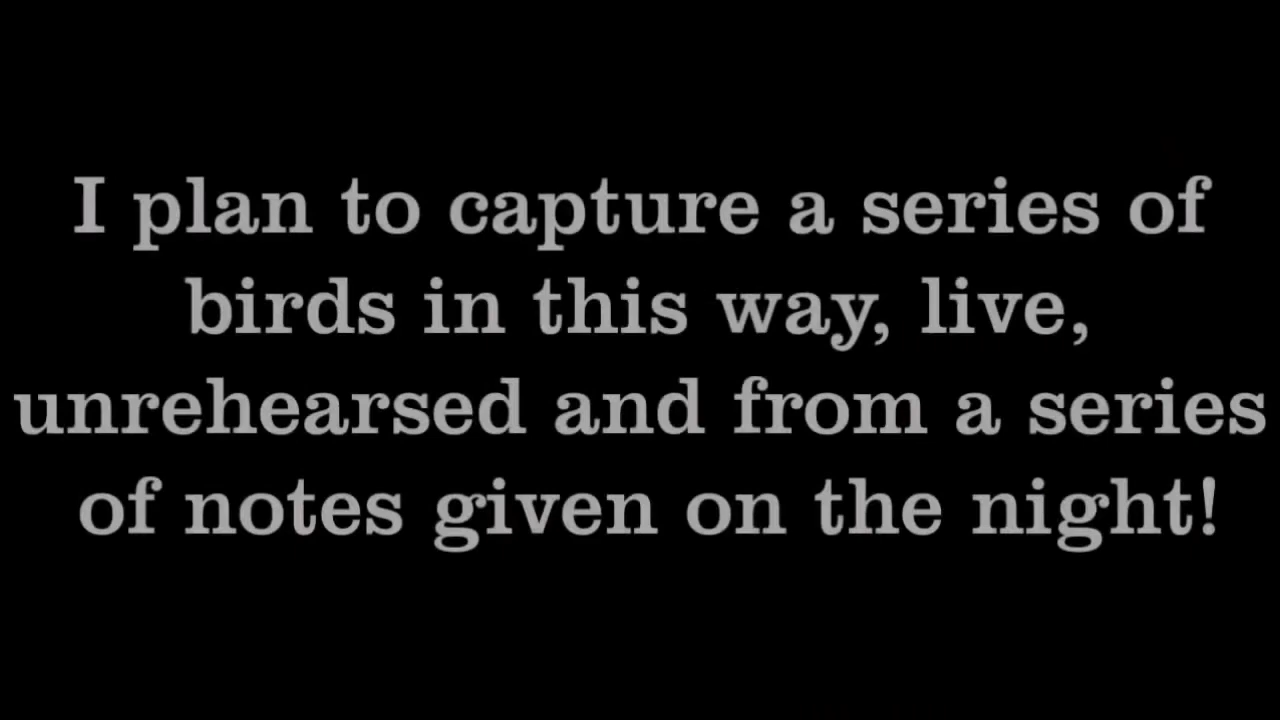 I plan to capture a series of
birds in this way, live,
unrehearsed and from a series
of notes given on the night!